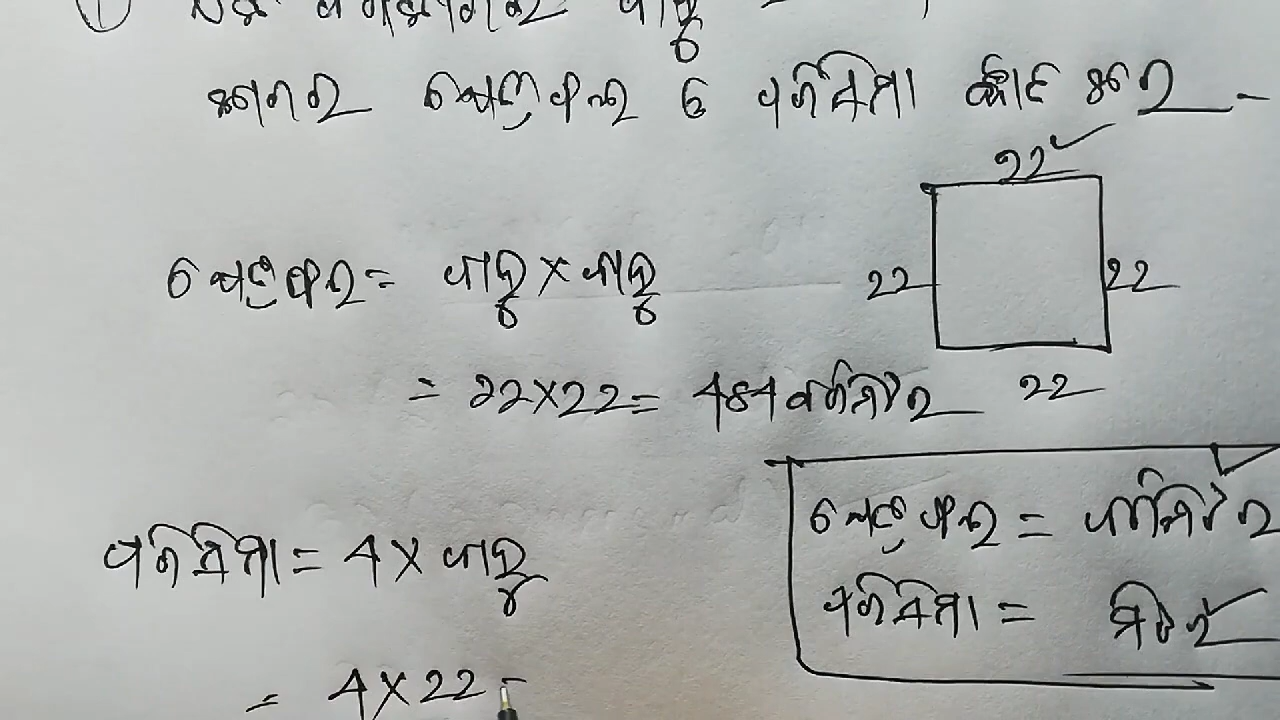 କ୍ଷେତ୍ରଫଳ ଓ ପରିସୀମା
22
କ୍ଷେତ୍ରଫଳ = ବାହୁ × ବାହୁ
22 22
= 22×22= 484 ବର୍ଗମିଟର
22
କ୍ଷେତ୍ରଫଳ = ବର୍ଗମିଟର
ପରିସୀମା = 4 × ବାହୁ
ପରିସୀମା = ମିଟର
= 4×22 =